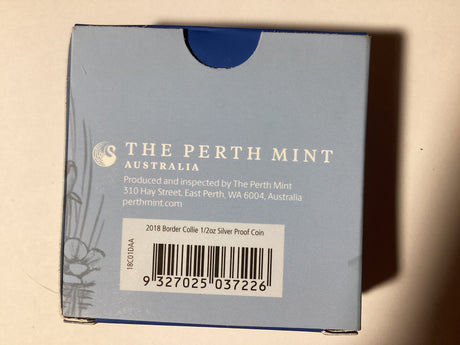 THE PERTH MINT
AUSTRALIA
Produced and inspected by The Perth Mint
310 Hay Street, East Perth, WA 6004, Australia
perthmint.com
2018 Border Collie 1/2oz Silver Proof Coin
18C01DAA
9 327025 037226